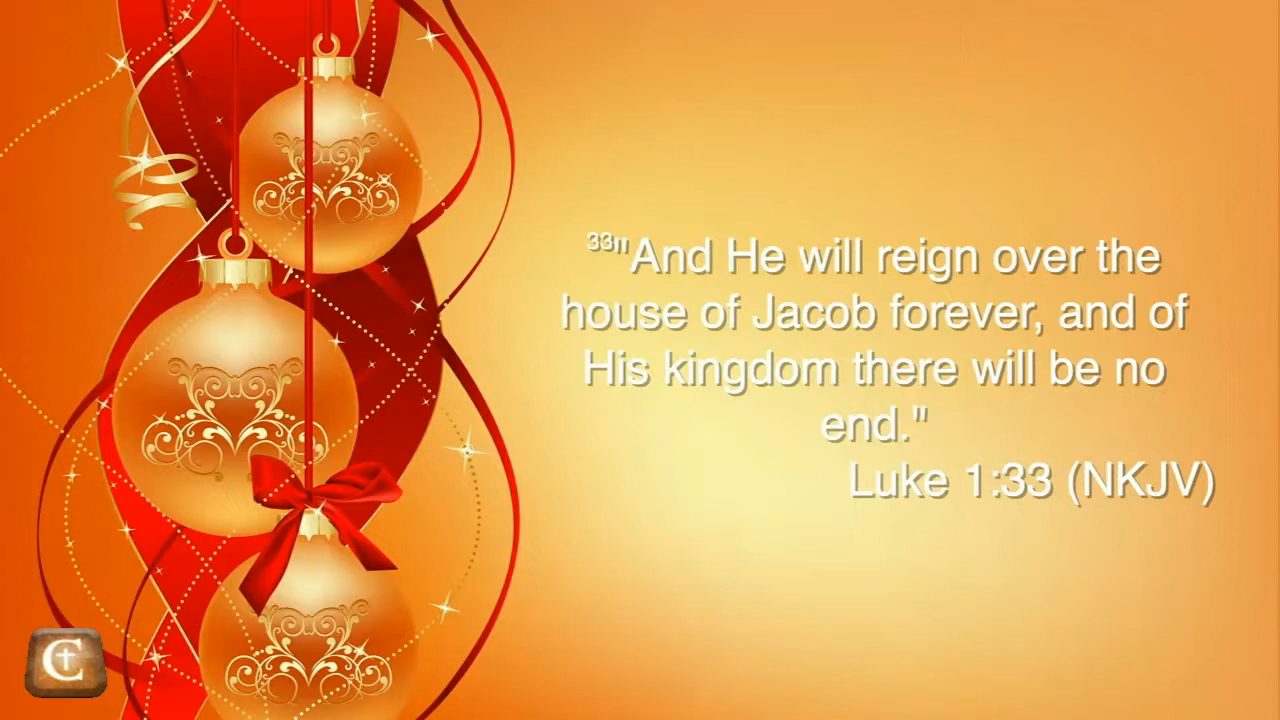 ³³"And He will reign over the
house of Jacob forever, and of
His kingdom there will be no
end."
Luke 1:33 (NKJV)
C